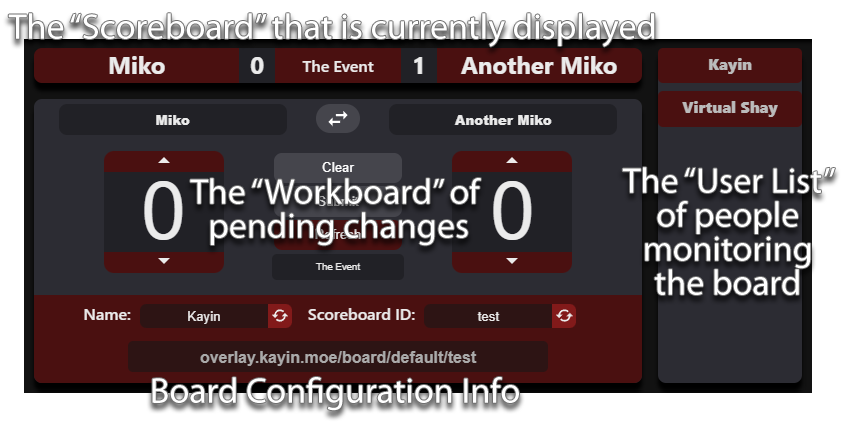 The “Scoreboard” that is currently displayed
Miko 0 The Event 1 Another Miko
Kayin
Virtual Shay
Miko Another Miko
Clear
0 0
The “Workboard” of
pending changes
Submit
Refresh
The Event
The “User List”
of people
monitoring
the board
Name: Kayin Scoreboard ID: test
overlay.kayin.moe/board/default/test
Board Configuration Info